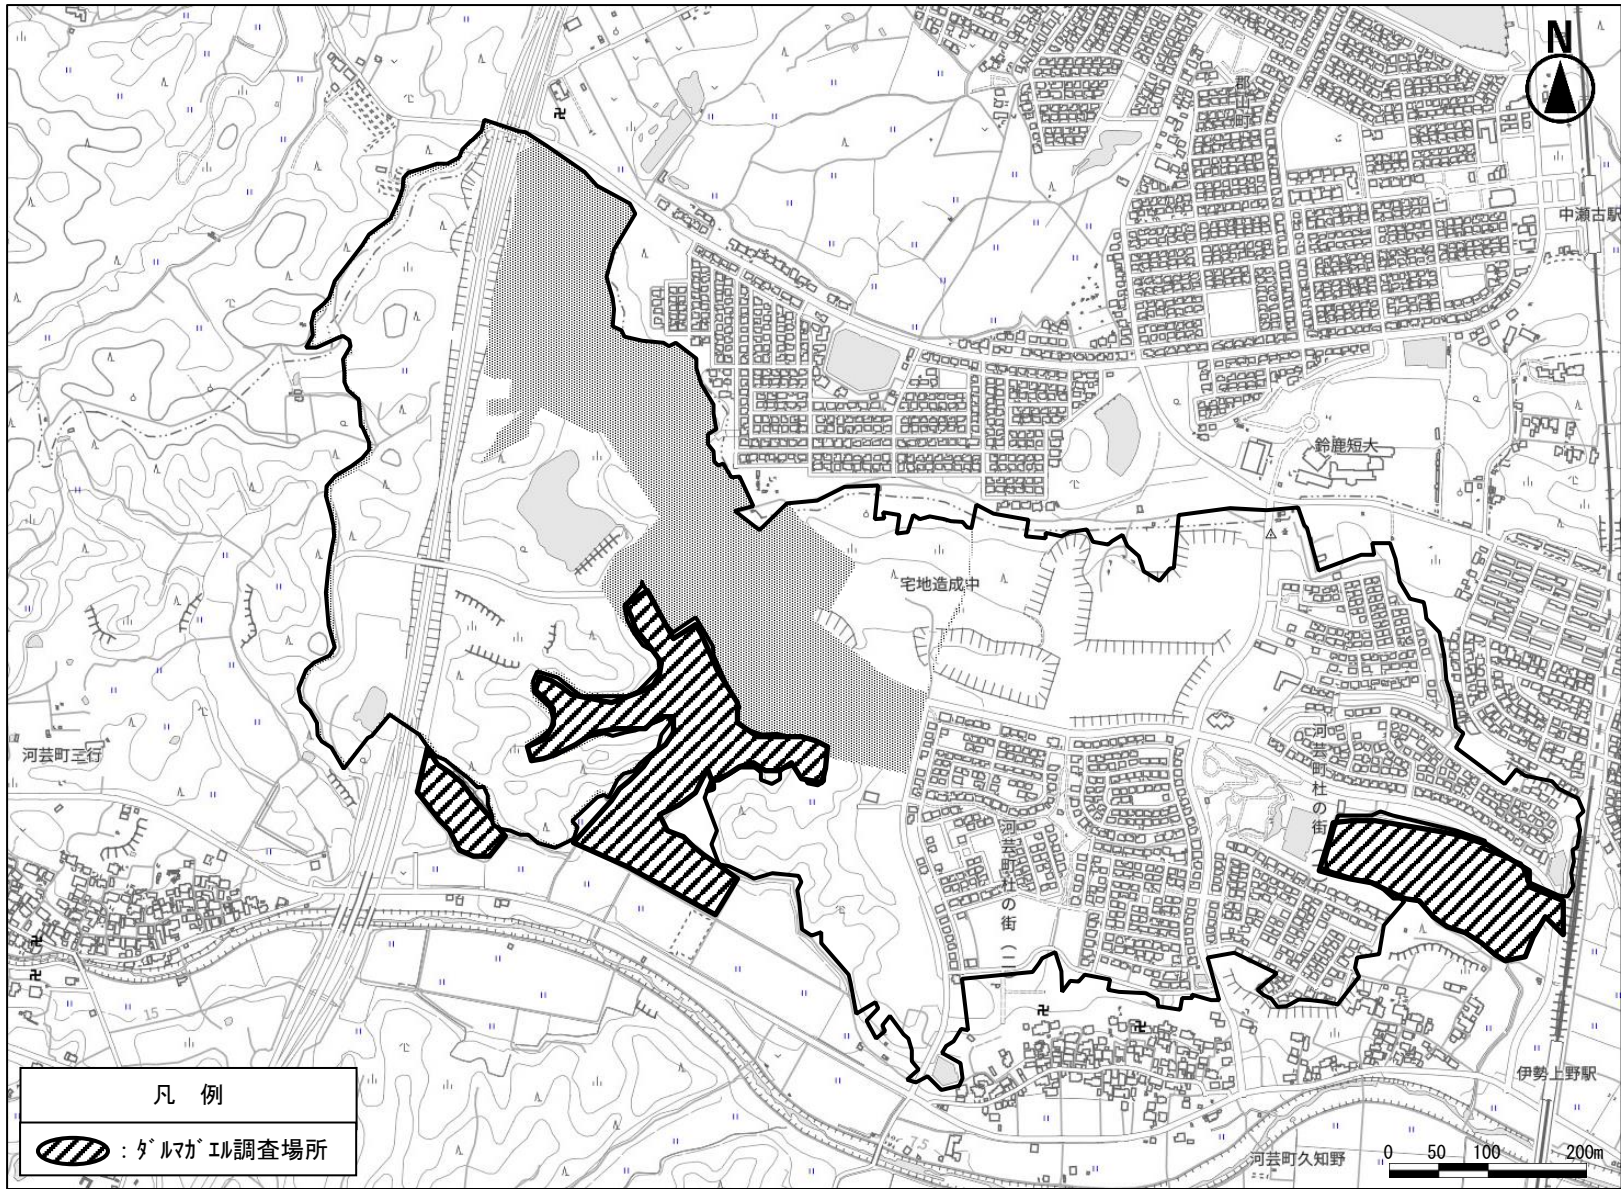 N
郡山町
中瀬古駅
鈴鹿短大
宅地造成中
河芸町三行
河芸町杜の街
河芸町杜の街(二
伊勢上野駅
15
7.5
河芸町久知野
凡 例
:ダルマガエル調査場所
0 50 100 200m